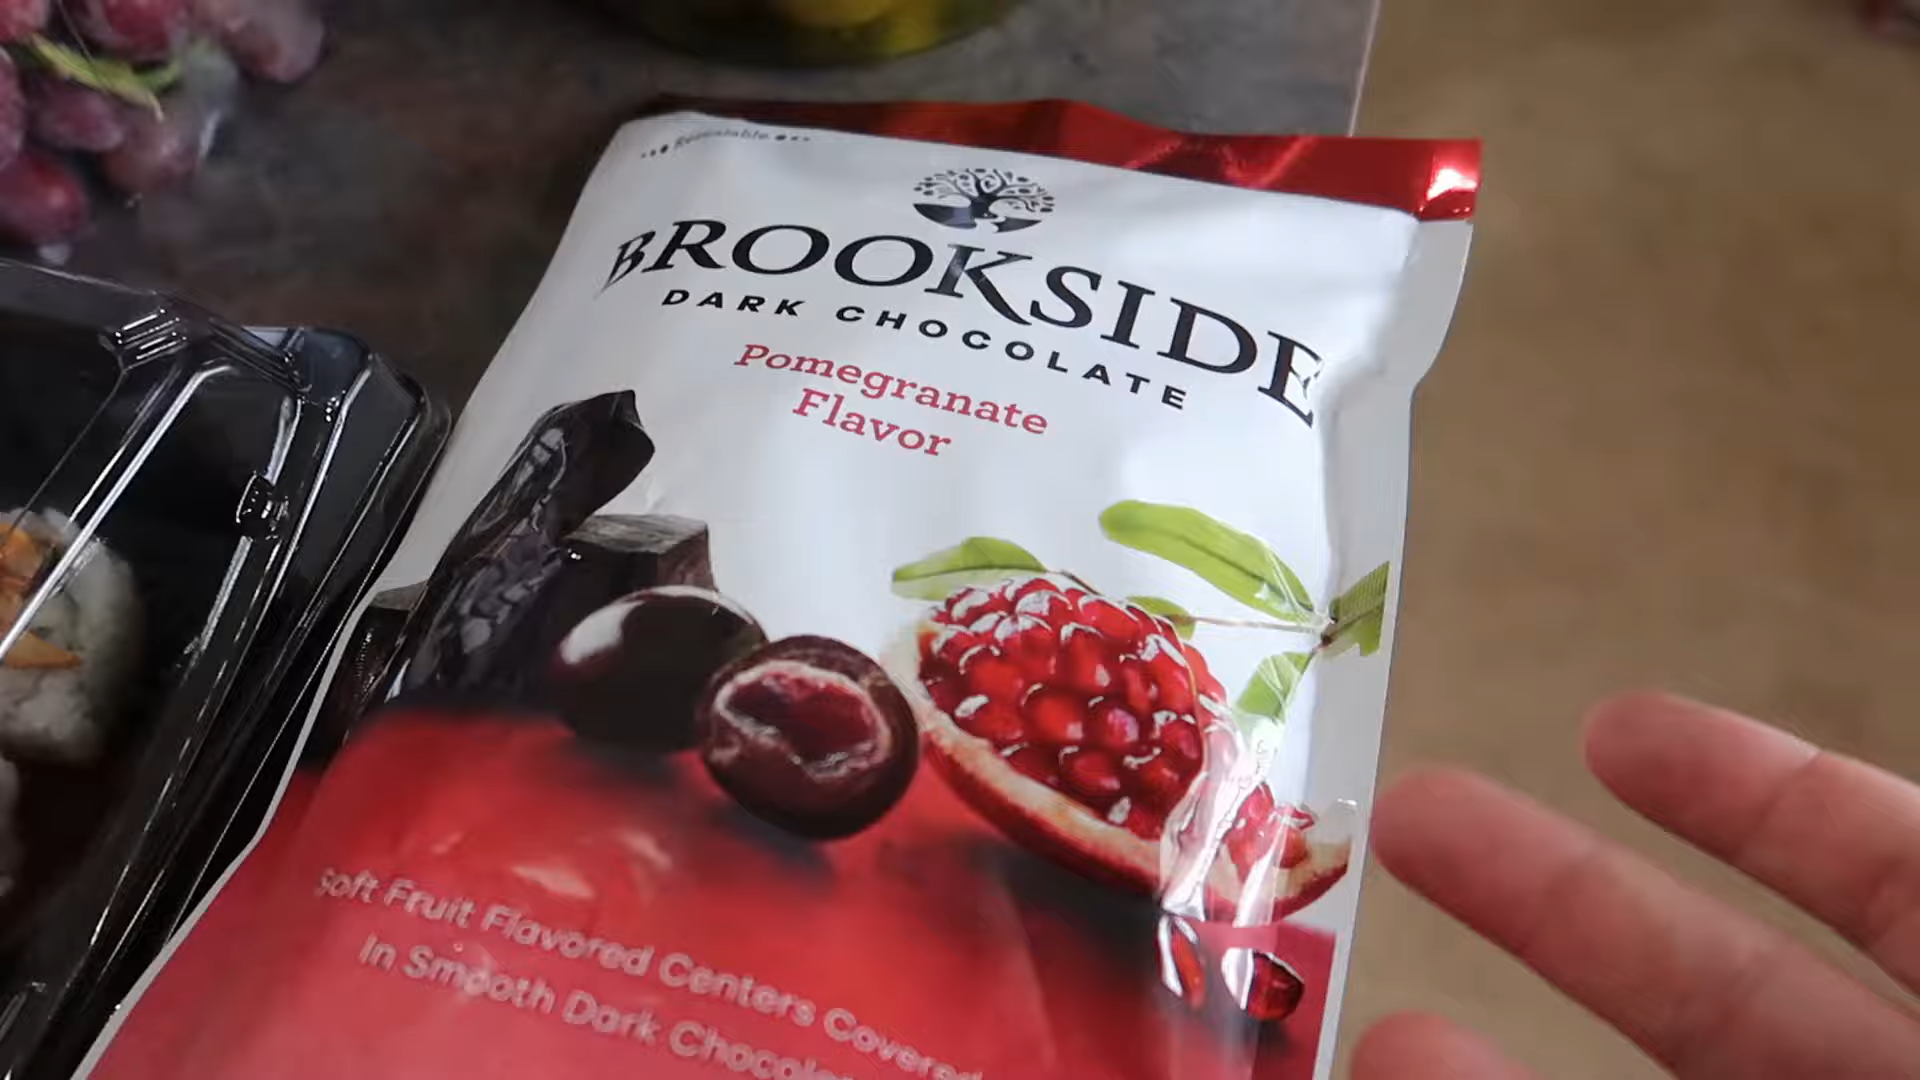 Resealable
BROOKSIDE
DARK CHOCOLATE
Pomegranate
Flavor
Soft Fruit Flavored Centers Covered
In Smooth Dark